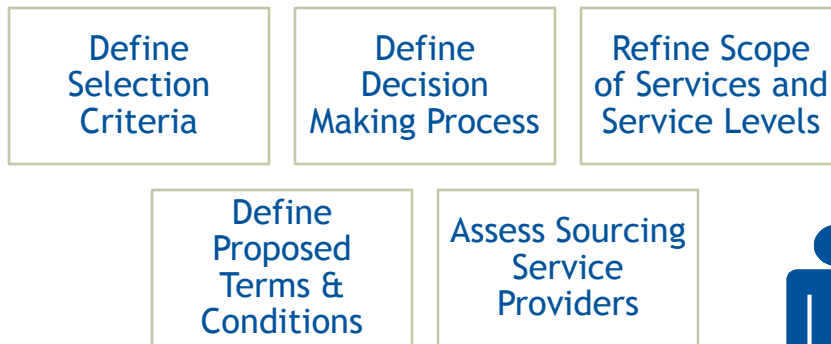 Define
Selection
Criteria
Define
Decision
Making Process
Refine Scope
of Services and
Service Levels
Define
Proposed
Terms &
Conditions
Assess Sourcing
Service
Providers